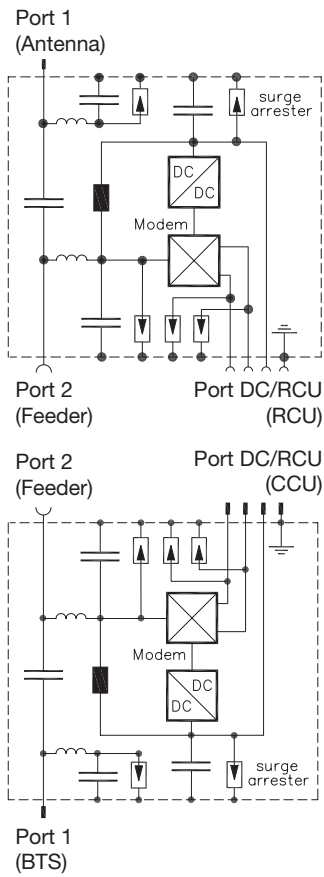 Port 1
(Antenna)
surge
arrester
DC
DC
Modem
Port 2
(Feeder)
Port DC/RCU
(RCU)
Port 2
(Feeder)
Port DC/RCU
(CCU)
Modem
DC
DC
surge
arrester
Port 1
(BTS)